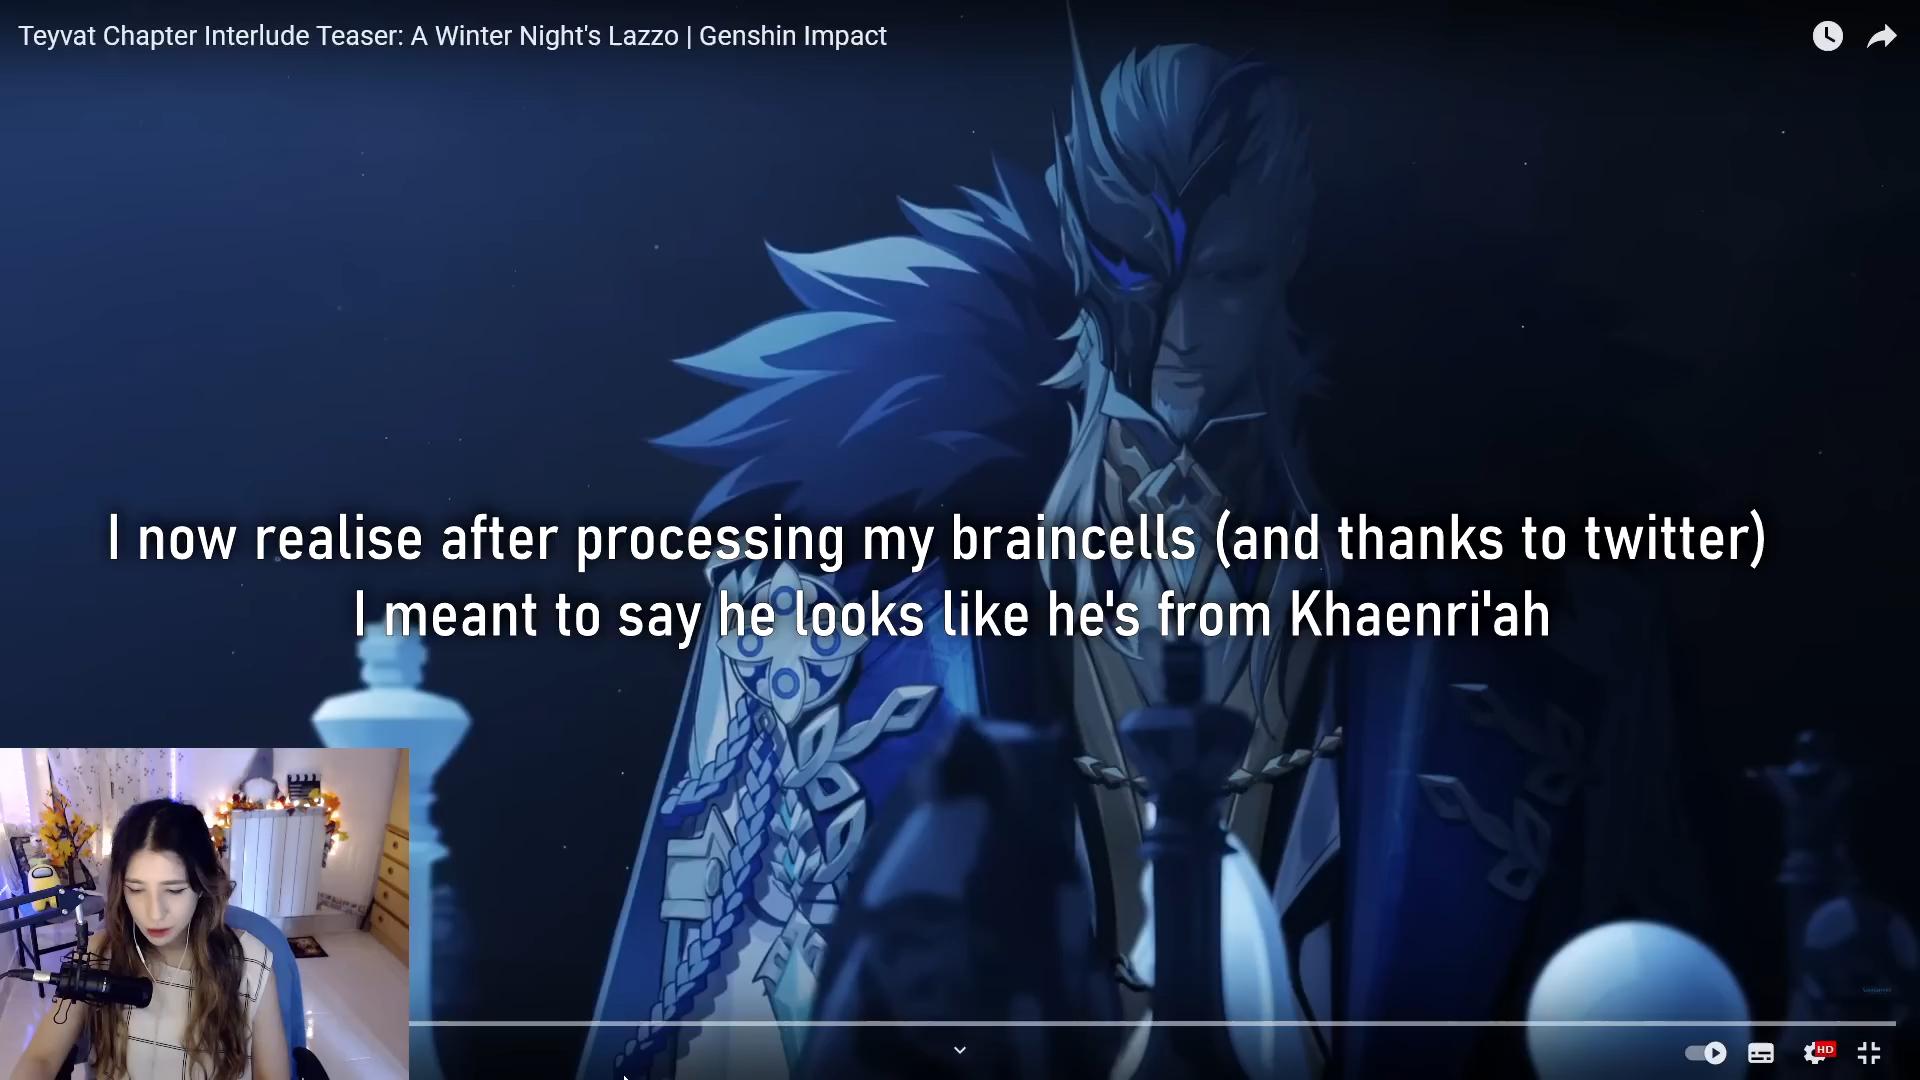 Teyvat Chapter Interlude Teaser: A Winter Night's Lazzo | Genshin Impact
I now realise after processing my braincells (and thanks to twitter)
I meant to say he looks like he's from Khaenri'ah
HD